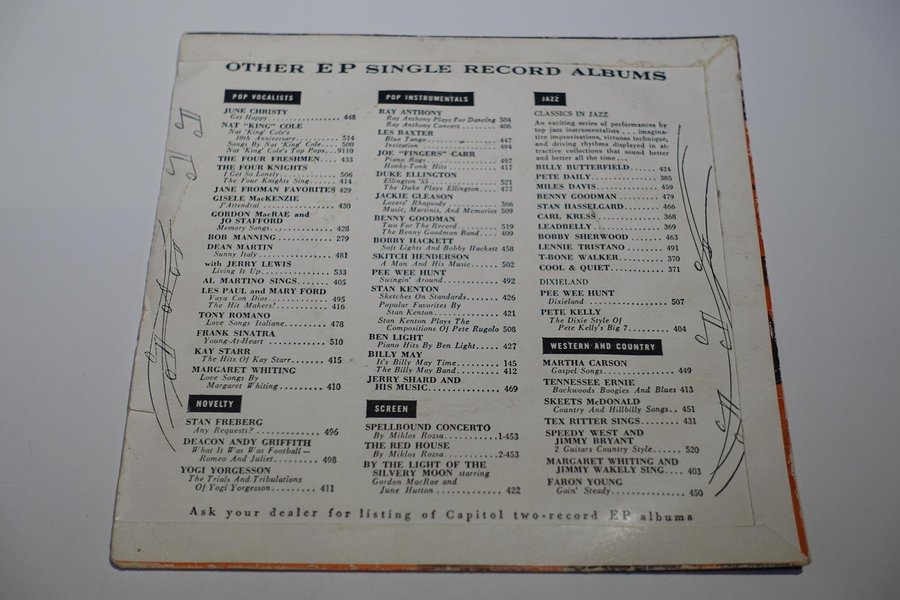 OTHER EP SINGLE RECORD ALBUMS
POP VOCALISTS
JUNE CHRISTY
Get Happy.................... 448
NAT "KING" COLE
Nat 'King' Cole's
10th Anniversary............ 514
Songs By Nat 'King' Cole.... 500
Nat 'King' Cole's Top Pops...9110
THE FOUR FRESHMEN.... 433
THE FOUR KNIGHTS
I Get So Lonely............... 506
The Four Knights Sing....... 414
JANE FROMAN FAVORITES 429
GISELE MacKENZIE
J'Attendrai................... 430
GORDON MacRAE and
JO STAFFORD
Memory Songs................ 428
BOB MANNING ............. 279
DEAN MARTIN
Sunny Italy................... 481
with JERRY LEWIS
Living It Up.................. 533
AL MARTINO SINGS....... 405
LES PAUL and MARY FORD
Vaya Con Dios............... 495
The Hit Makers!............. 416
TONY ROMANO
Love Songs Italiane.......... 478
FRANK SINATRA
Young-At-Heart ............. 510
KAY STARR
The Hits Of Kay Starr....... 415
MARGARET WHITING
Love Songs By
Margaret Whiting........... 410
NOVELTY
STAN FREBERG
Any Requests? .............. 496
DEACON ANDY GRIFFITH
What It Was Was Football—
Romeo And Juliet.......... 498
YOGI YORGESSON
The Trials And Tribulations
Of Yogi Yorgesson.......... 411
POP INSTRUMENTALS
RAY ANTHONY
Ray Anthony Plays For Dancing 504
Ray Anthony Concert......... 406
LES BAXTER
Blue Tango................... 447
Invitation .................... 494
JOE "FINGERS" CARR
Piano Rags................... 497
Honky-Tonk Hits............. 417
DUKE ELLINGTON
Ellington '55................. 521
The Duke Plays Ellington..... 477
JACKIE GLEASON
Lovers' Rhapsody............. 366
Music, Martinis, And Memories 509
BENNY GOODMAN
Two For The Record.......... 519
The Benny Goodman Band.... 409
BOBBY HACKETT
Soft Lights And Bobby Hackett 458
SKITCH HENDERSON
A Man And His Music........ 502
PEE WEE HUNT
Swingin' Around.............. 492
STAN KENTON
Sketches On Standards........ 426
Popular Favorites By
Stan Kenton................ 421
Stan Kenton Plays The
Compositions Of Pete Rugolo 508
BEN LIGHT
Piano Hits By Ben Light...... 427
BILLY MAY
It's Billy May Time........... 145
The Billy May Band.......... 412
JERRY SHARD AND
HIS MUSIC.................. 469
SCREEN
SPELLBOUND CONCERTO
By Miklos Rozsa...........1-453
THE RED HOUSE
By Miklos Rozsa...........2-453
BY THE LIGHT OF THE
SILVERY MOON starring
Gordon MacRae and
June Hutton ................ 422
JAZZ
CLASSICS IN JAZZ
An exciting series of performances by
top jazz instrumentalists . . . imagina-
tive improvisations, virtuoso technique,
and driving rhythms displayed in at-
tractive collections that sound better
and better all the time...
BILLY BUTTERFIELD...... 424
PETE DAILY................ 385
MILES DAVIS............... 459
BENNY GOODMAN ........ 479
STAN HASSELGARD....... 466
CARL KRESS............... 368
LEADBELLY................ 369
BOBBY SHERWOOD ....... 463
LENNIE TRISTANO........ 491
T-BONE WALKER.......... 370
COOL & QUIET............. 371
DIXIELAND
PEE WEE HUNT
Dixieland .................... 507
PETE KELLY
The Dixie Style Of
Pete Kelly's Big 7........... 404
WESTERN AND COUNTRY
MARTHA CARSON
Gospel Songs.................. 449
TENNESSEE ERNIE
Backwoods Boogies And Blues 413
SKEETS McDONALD
Country And Hillbilly Songs.. 451
TEX RITTER SINGS........ 431
SPEEDY WEST AND
JIMMY BRYANT
2 Guitars Country Style...... 520
MARGARET WHITING AND
JIMMY WAKELY SING.... 403
FARON YOUNG
Goin' Steady.................. 450
Ask your dealer for listing of Capitol two-record EP albums